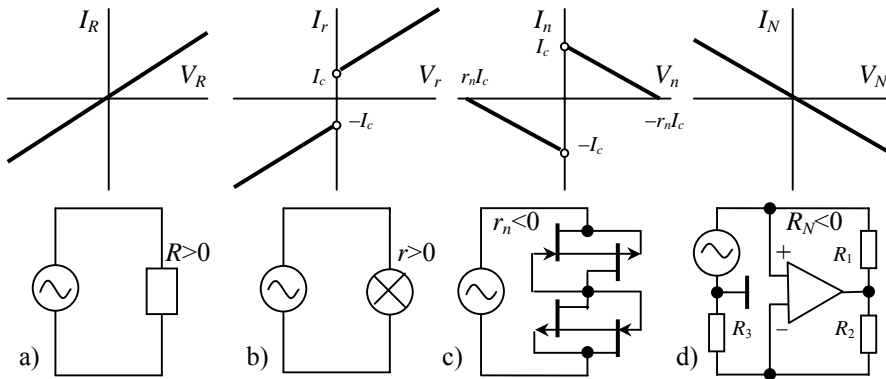 I_R I_r I_n I_N
I_c I_c
V_R V_r r_nI_c V_n V_N
–I_c –r_nI_c
–I_c
R>0 r>0 r_n<0 R_N<0
+ R_1
– R_3 R_2
a) b) c) d)